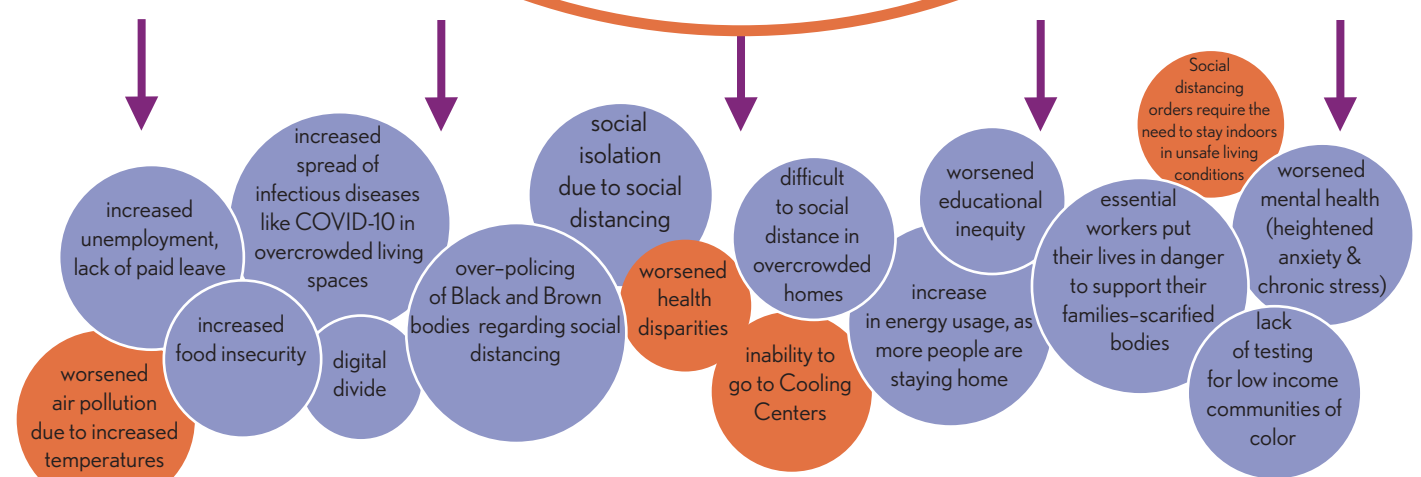 increased
unemployment,
lack of paid leave
worsened
air pollution
due to increased
temperatures
increased
food insecurity
increased
spread of
infectious diseases
like COVID-10 in
overcrowded living
spaces
digital
divide
over-policing
of Black and Brown
bodies regarding social
distancing
social
isolation
due to social
distancing
worsened
health
disparities
difficult
to social
distance in
overcrowded
homes
inability to
go to Cooling
Centers
increase
in energy usage, as
more people are
staying home
worsened
educational
inequity
essential
workers put
their lives in danger
to support their
families-scarified
bodies
Social
distancing
orders require the
need to stay indoors
in unsafe living
conditions
worsened
mental health
(heightened
anxiety &
chronic stress)
lack
of testing
for low income
communities of
color